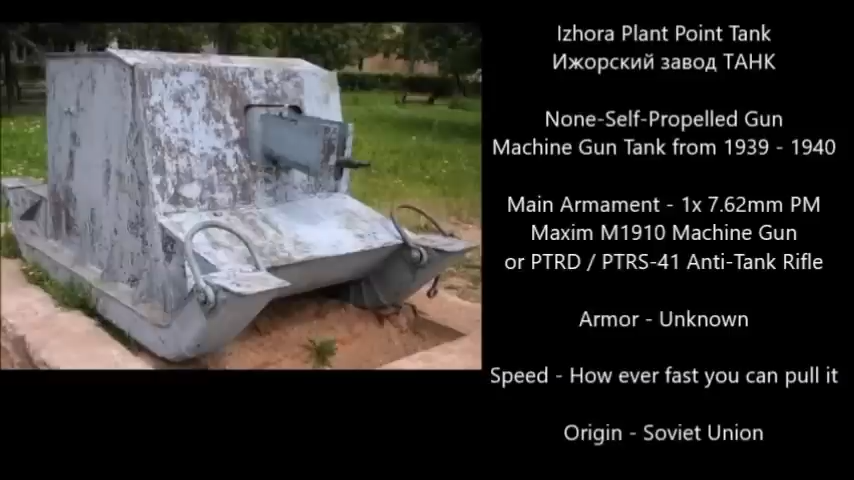 Izhora Plant Point Tank
Ижорский завод ТАНК
None-Self-Propelled Gun
Machine Gun Tank from 1939 - 1940
Main Armament - 1x 7.62mm PM
Maxim M1910 Machine Gun
or PTRD / PTRS-41 Anti-Tank Rifle
Armor - Unknown
Speed - How ever fast you can pull it
Origin - Soviet Union